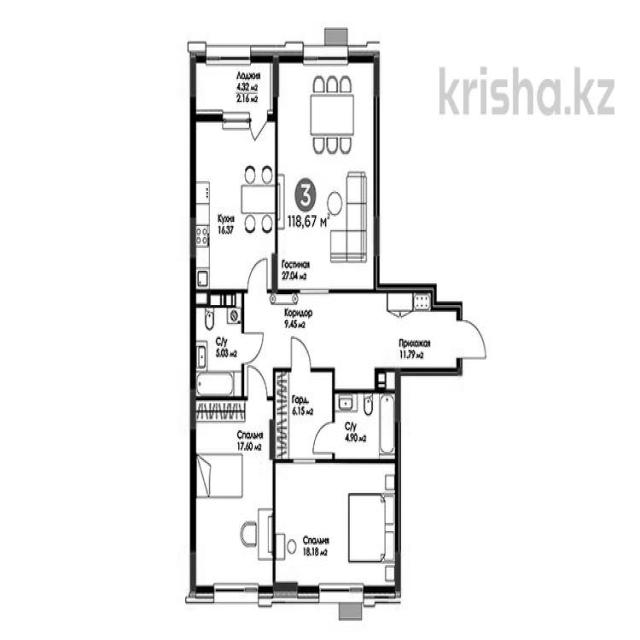 krisha.kz
Лоджия
4.32 м2
2.16 м2
3
118,67 м²
Кухня
16.37
Гостиная
27.04 м2
Коридор
9.45 м2
Прихожая
11.79 м2
С/у
5.03 м2
Гард.
6.15 м2
С/у
4.90 м2
Спальня
17.60 м2
Спальня
18.18 м2